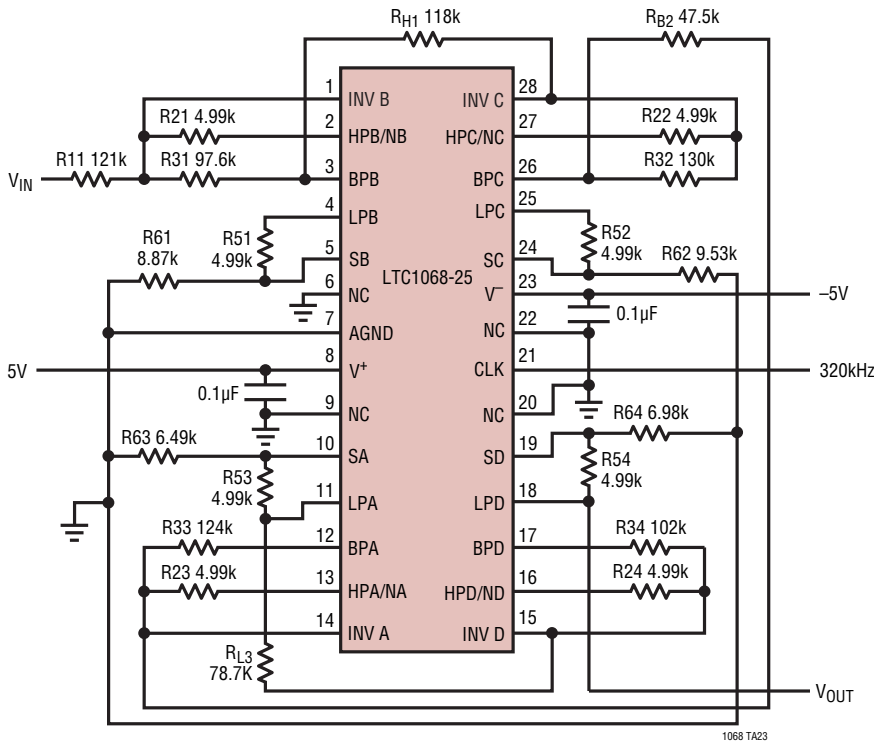 RH1 118k
RB2 47.5k
1 INV B
INV C 28
R21 4.99k
2 HPB/NB
HPC/NC 27
R22 4.99k
VIN
R11 121k
R31 97.6k
3 BPB
BPC 26
R32 130k
4 LPB
LPC 25
R61
8.87k
R51
4.99k
5 SB
SC 24
R52
4.99k
R62 9.53k
LTC1068-25
6 NC
V– 23
–5V
0.1µF
7 AGND
NC 22
5V
8 V+
CLK 21
320kHz
0.1µF
9 NC
NC 20
R63 6.49k
10 SA
SD 19
R64 6.98k
R53
4.99k
R54
4.99k
11 LPA
LPD 18
R33 124k
12 BPA
BPD 17
R34 102k
R23 4.99k
13 HPA/NA
HPD/ND 16
R24 4.99k
14 INV A
INV D 15
RL3
78.7K
VOUT
1068 TA23